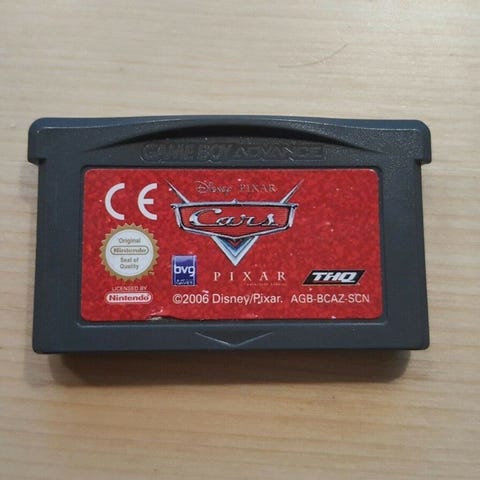 GAME BOY ADVANCE
CE
Disney PIXAR
Cars
Original
Nintendo
Seal of
Quality
LICENSED BY
Nintendo
bvg
PIXAR
THQ
©2006 Disney/Pixar. AGB-BCAZ-SCN